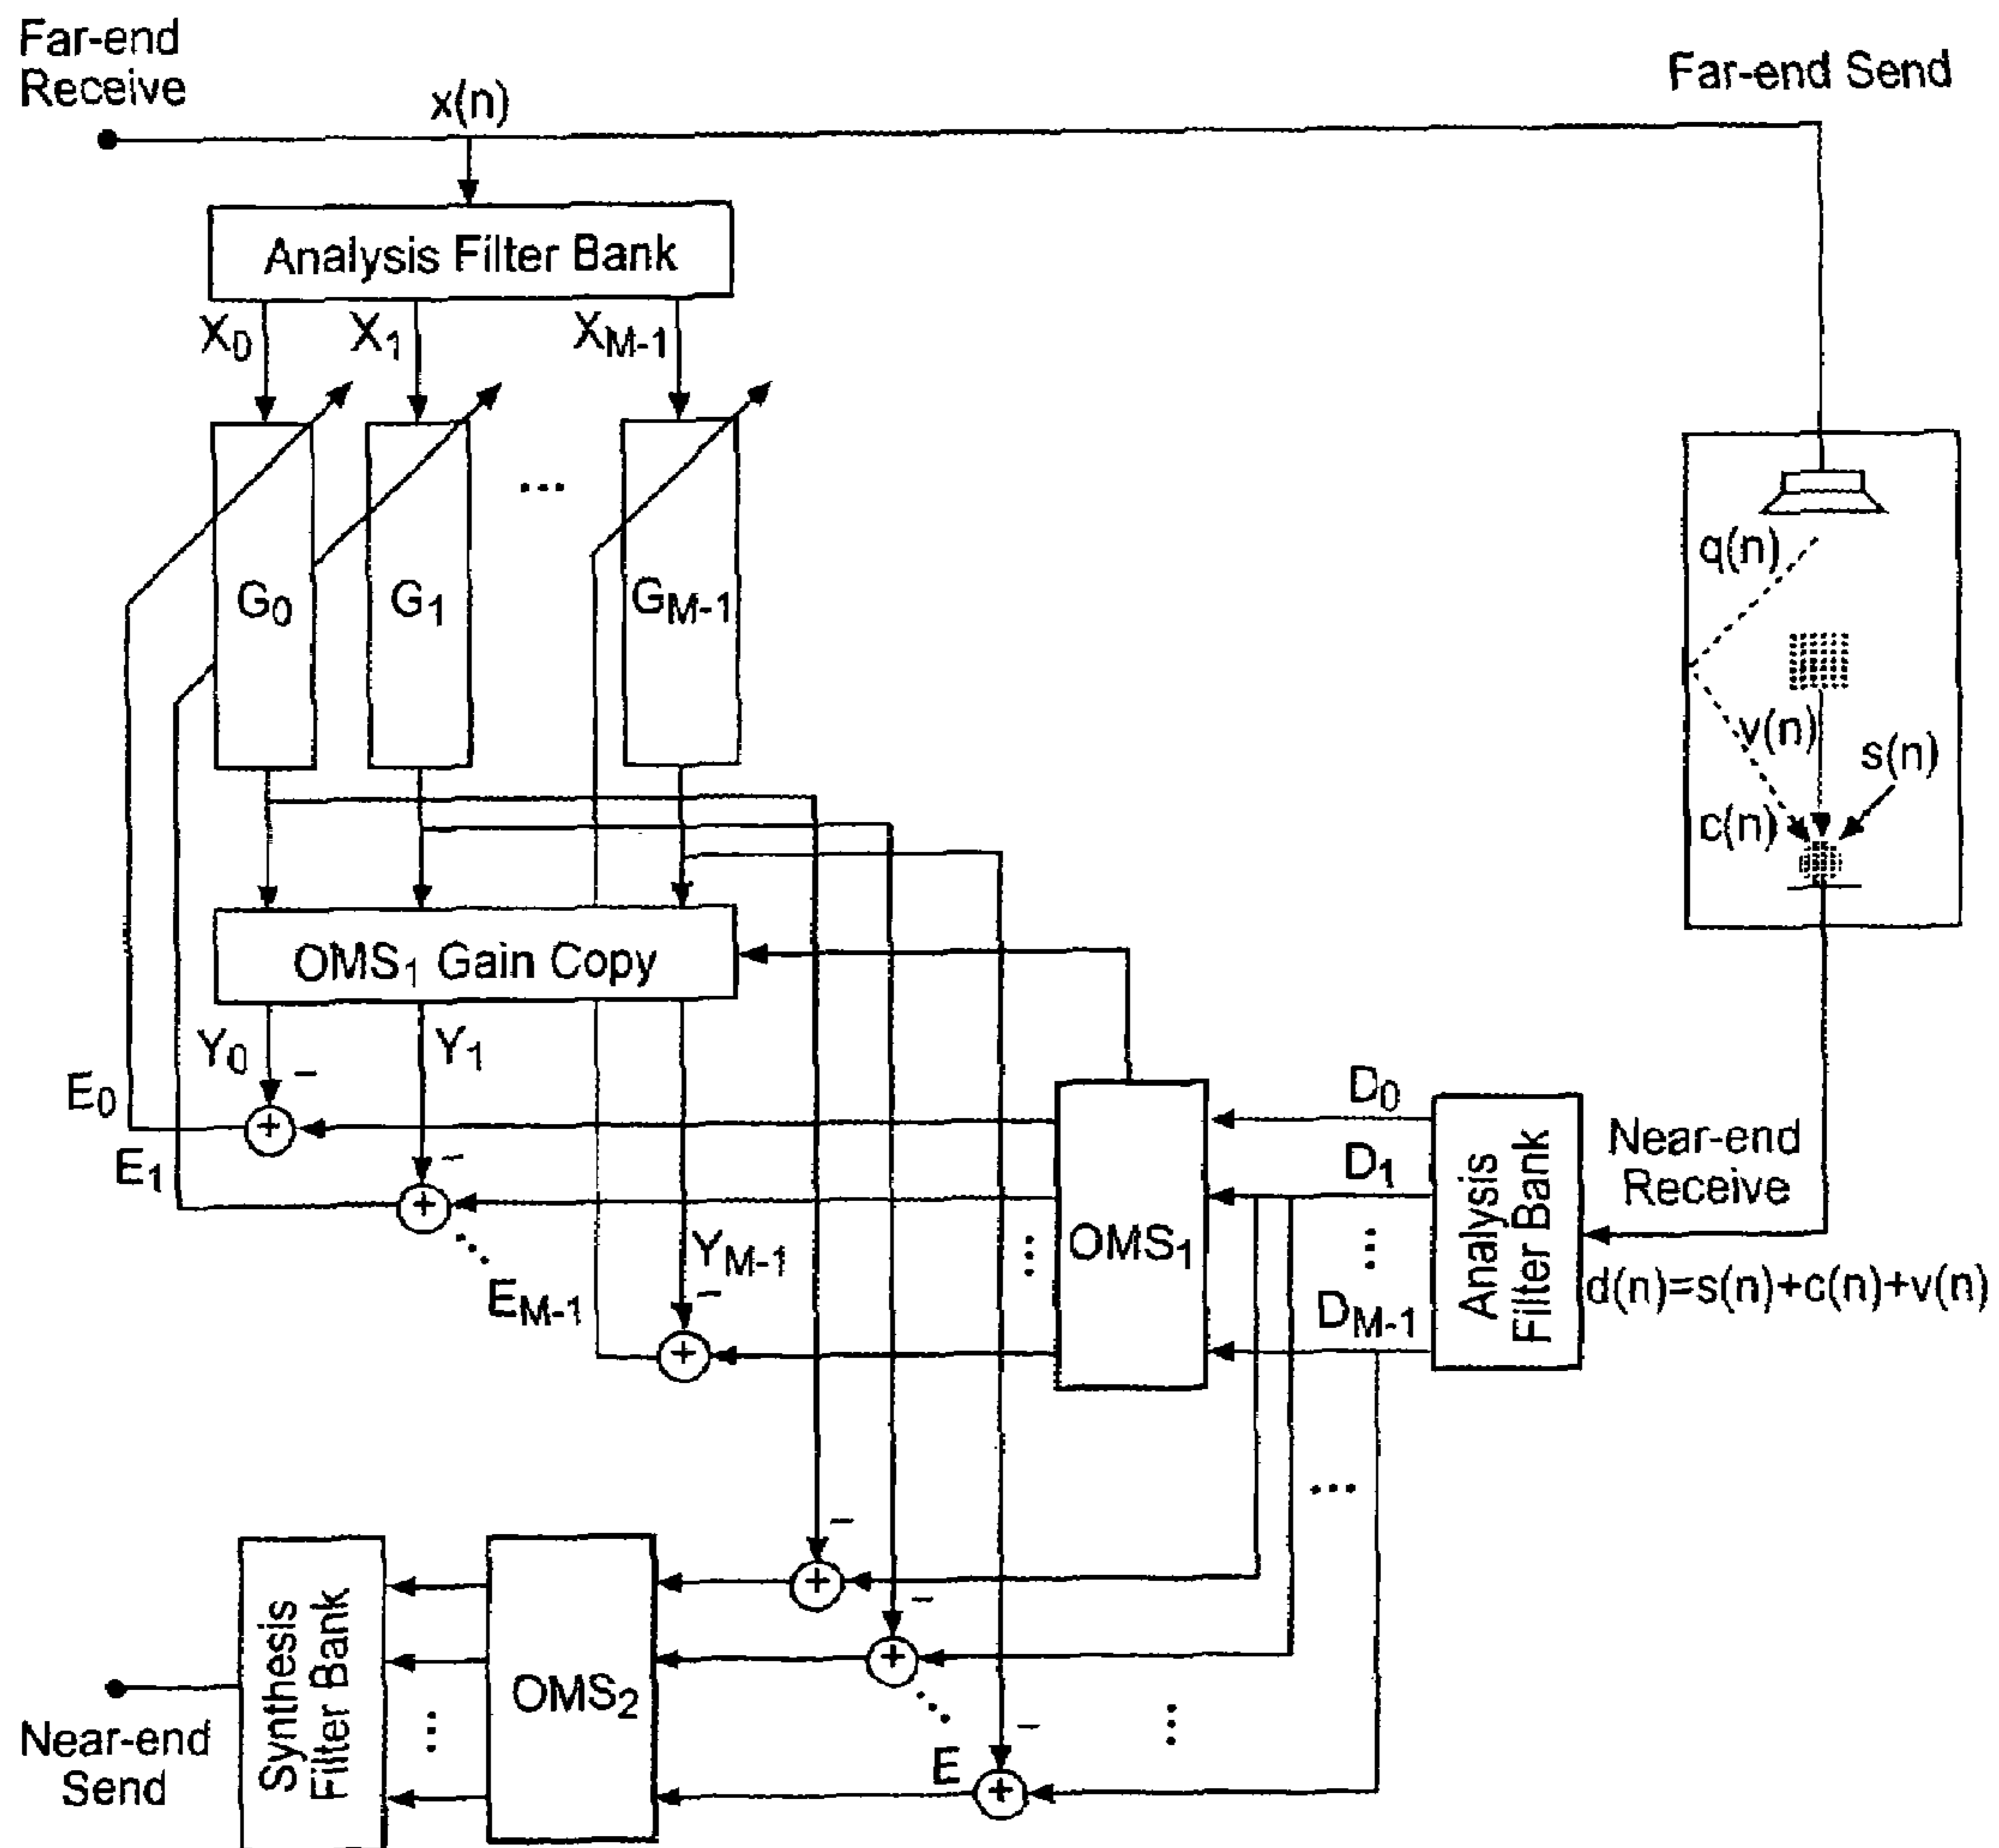 Far-end
Receive
x(n)
Far-end Send
Analysis Filter Bank
X0
X1
XM-1
...
G0
G1
GM-1
q(n)
v(n)
s(n)
c(n)
OMS1 Gain Copy
Y0
–
Y1
E0
D0
Near-end
Receive
E1
–
D1
Analysis
Filter Bank
YM-1
–
OMS1
d(n)=s(n)+c(n)+v(n)
EM-1
DM-1
+
+
+
...
–
+
–
+
–
E
+
Synthesis
Filter Bank
OMS2
Near-end
Send